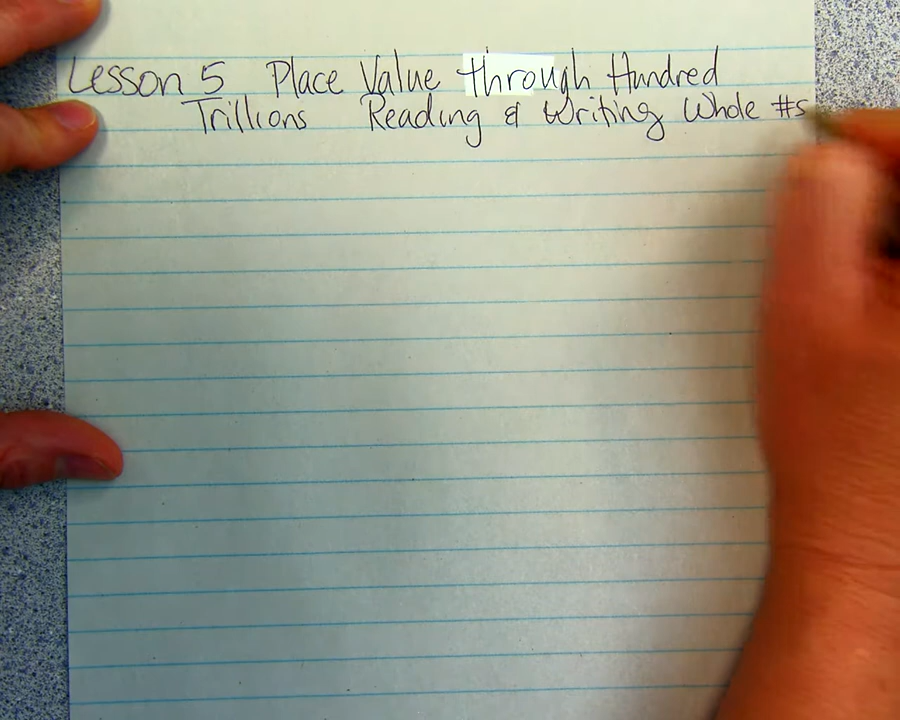 Lesson 5 Place Value through Hundred
Trillions Reading & Writing Whole #s